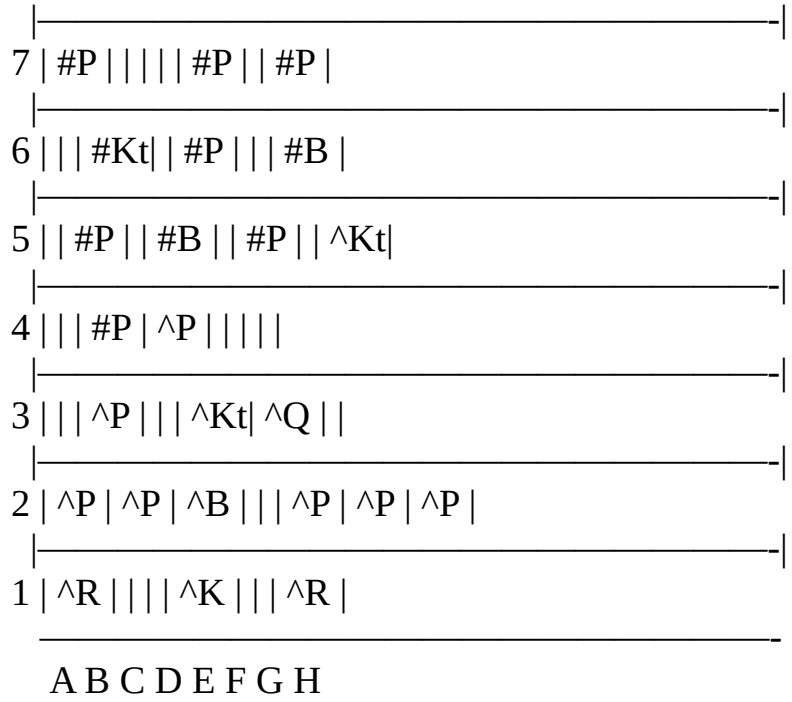 |———————————————————-|
7 | #P | | | | | #P | | #P |
|———————————————————-|
6 | | | #Kt| | #P | | | #B |
|———————————————————-|
5 | | #P | | #B | | #P | | ^Kt|
|———————————————————-|
4 | | | #P | ^P | | | | |
|———————————————————-|
3 | | | ^P | | | ^Kt| ^Q | |
|———————————————————-|
2 | ^P | ^P | ^B | | | ^P | ^P | ^P |
|———————————————————-|
1 | ^R | | | | ^K | | | ^R |
———————————————————-
A B C D E F G H